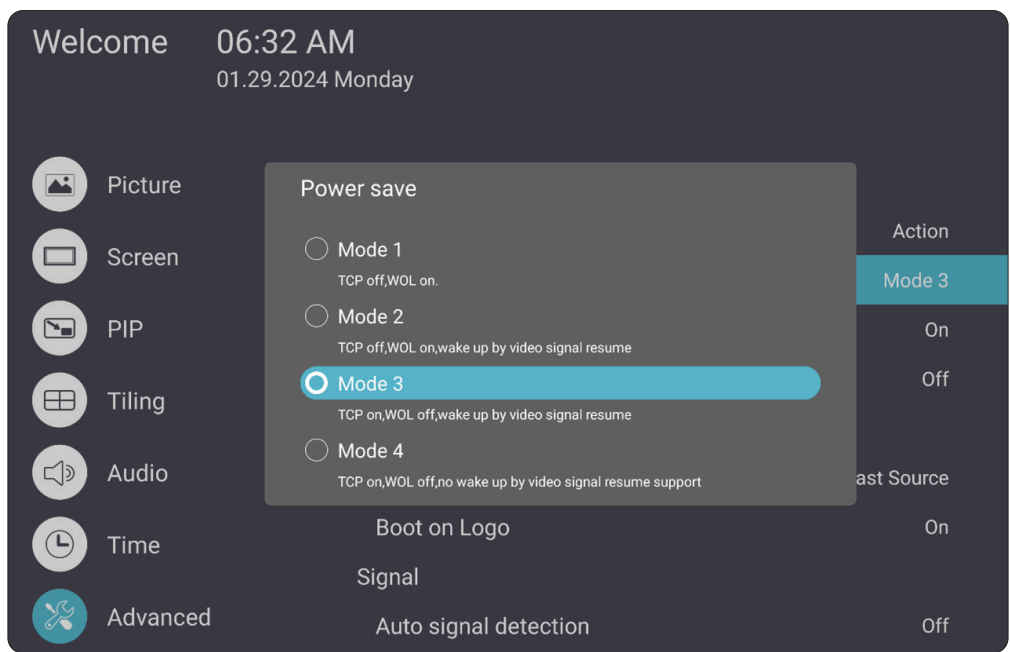 Welcome 06:32 AM
01.29.2024 Monday
Picture
Screen
PIP
Tiling
Audio
Time
Advanced
Power save
Mode 1
TCP off,WOL on.
Mode 2
TCP off,WOL on,wake up by video signal resume
Mode 3
TCP on,WOL off,wake up by video signal resume
Mode 4
TCP on,WOL off,no wake up by video signal resume support
Action
Mode 3
On
Off
ast Source
Boot on Logo On
Signal
Auto signal detection Off